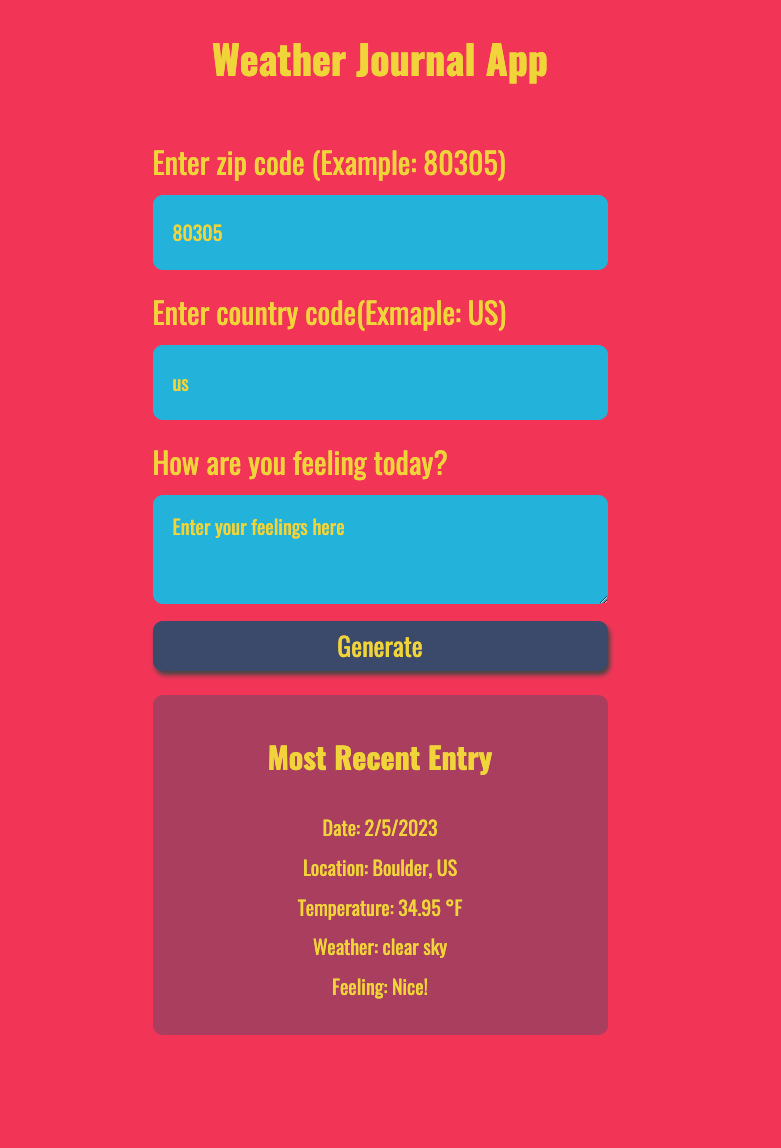 Weather Journal App
Enter zip code (Example: 80305)
80305
Enter country code(Exmaple: US)
us
How are you feeling today?
Enter your feelings here
Generate
Most Recent Entry
Date: 2/5/2023
Location: Boulder, US
Temperature: 34.95 °F
Weather: clear sky
Feeling: Nice!